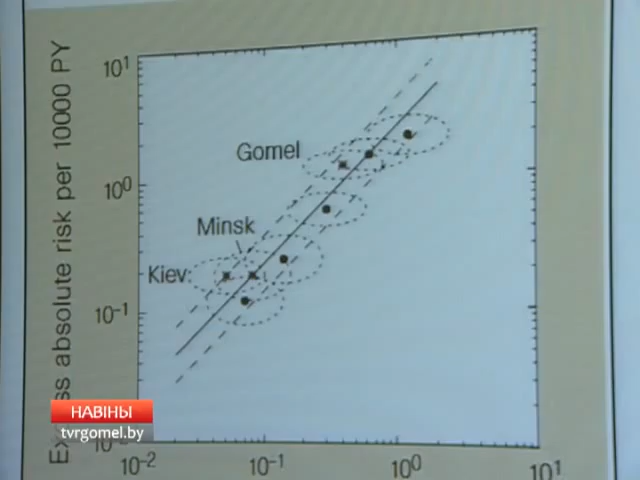 Excess absolute risk per 10000 PY
10¹
Gomel
10⁰
Minsk
Kiev
10⁻¹
НАВІНЫ
tvrgomel.by
10⁻²
10⁻¹
10⁰
10¹